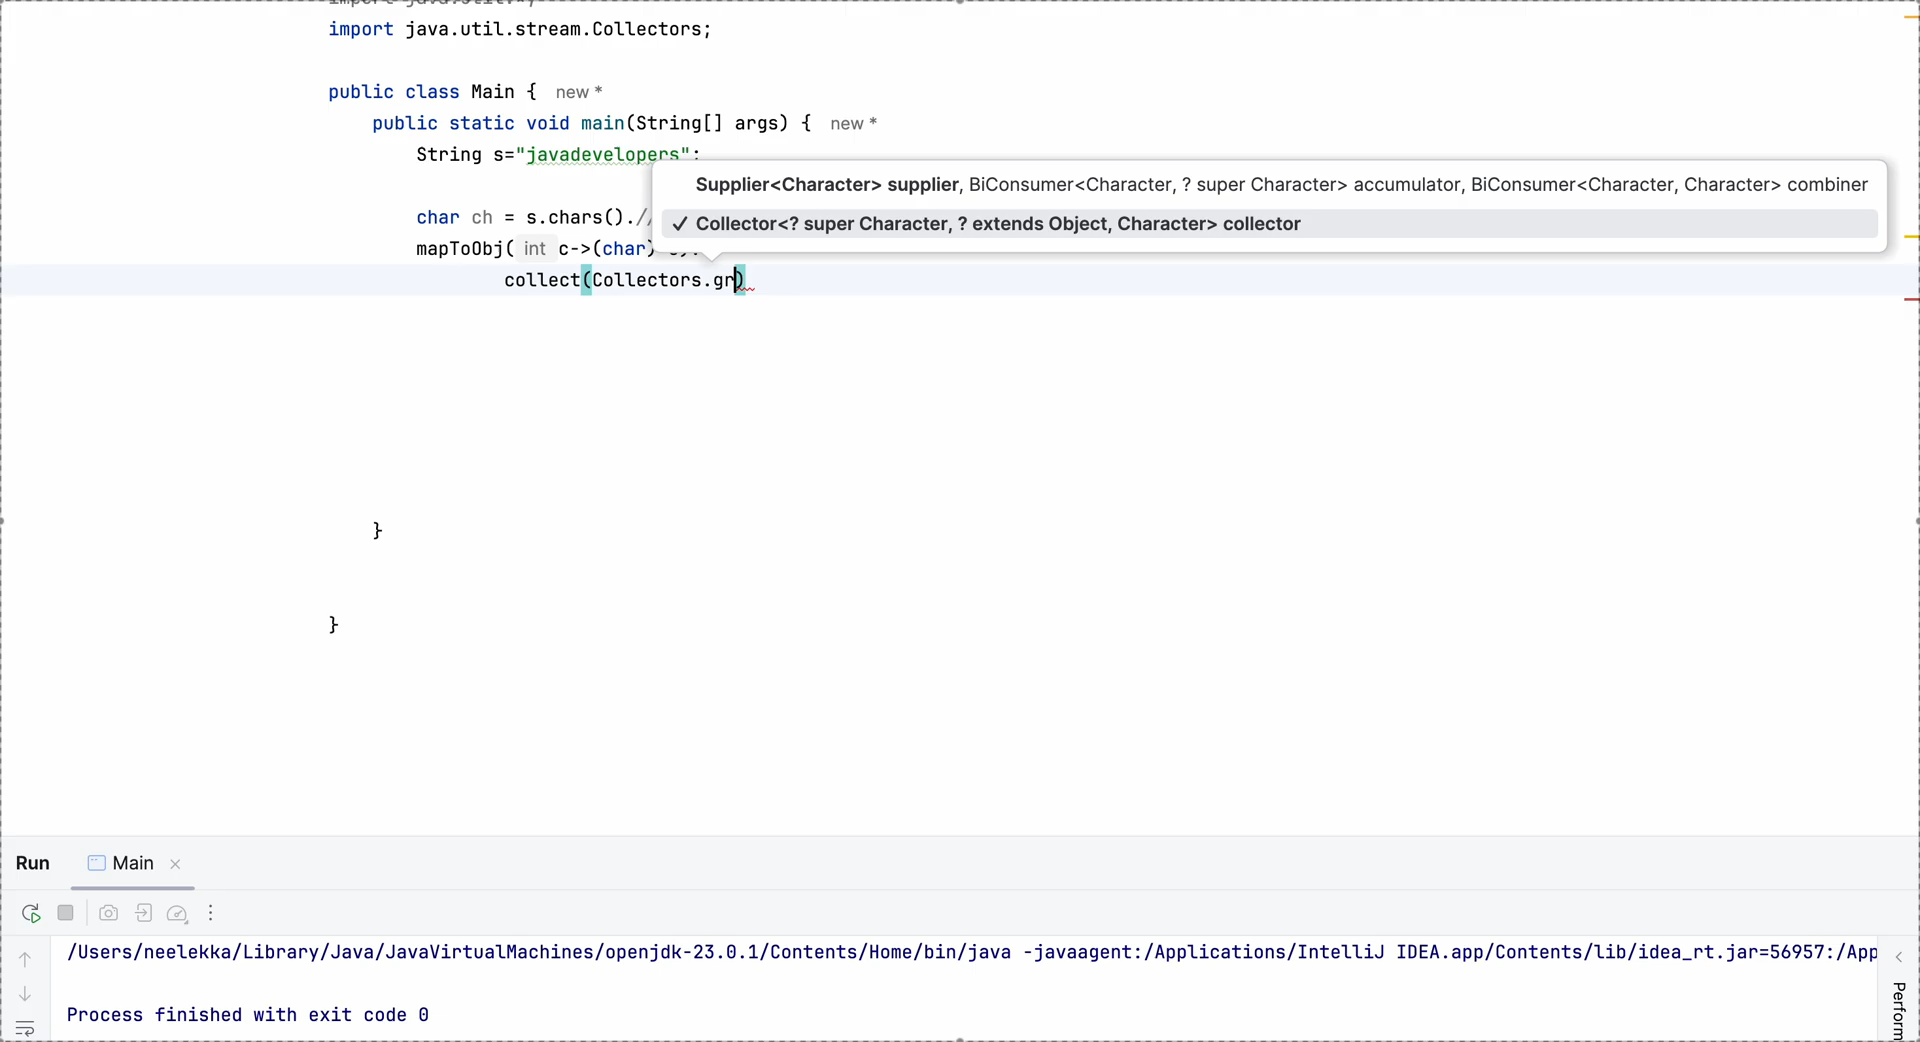 import java.util.*;
import java.util.stream.Collectors;
public class Main { new *
public static void main(String[] args) { new *
String s="javadevelopers";
Supplier<Character> supplier, BiConsumer<Character, ? super Character> accumulator, BiConsumer<Character, Character> combiner
char ch = s.chars().//
✓ Collector<? super Character, ? extends Object, Character> collector
mapToObj( int c->(char)
collect(Collectors.gr)
}
}
Run Main ×
/Users/neelekka/Library/Java/JavaVirtualMachines/openjdk-23.0.1/Contents/Home/bin/java -javaagent:/Applications/IntelliJ IDEA.app/Contents/lib/idea_rt.jar=56957:/App
Perform
Process finished with exit code 0